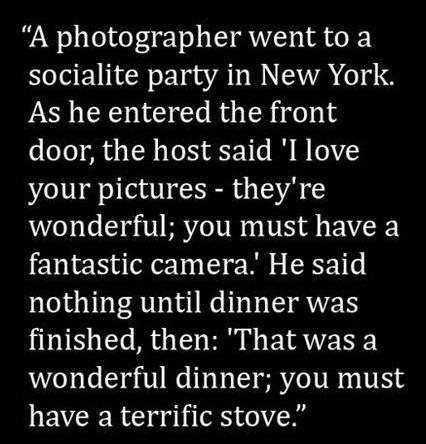 “A photographer went to a
socialite party in New York.
As he entered the front
door, the host said 'I love
your pictures - they're
wonderful; you must have a
fantastic camera.' He said
nothing until dinner was
finished, then: 'That was a
wonderful dinner; you must
have a terrific stove.”